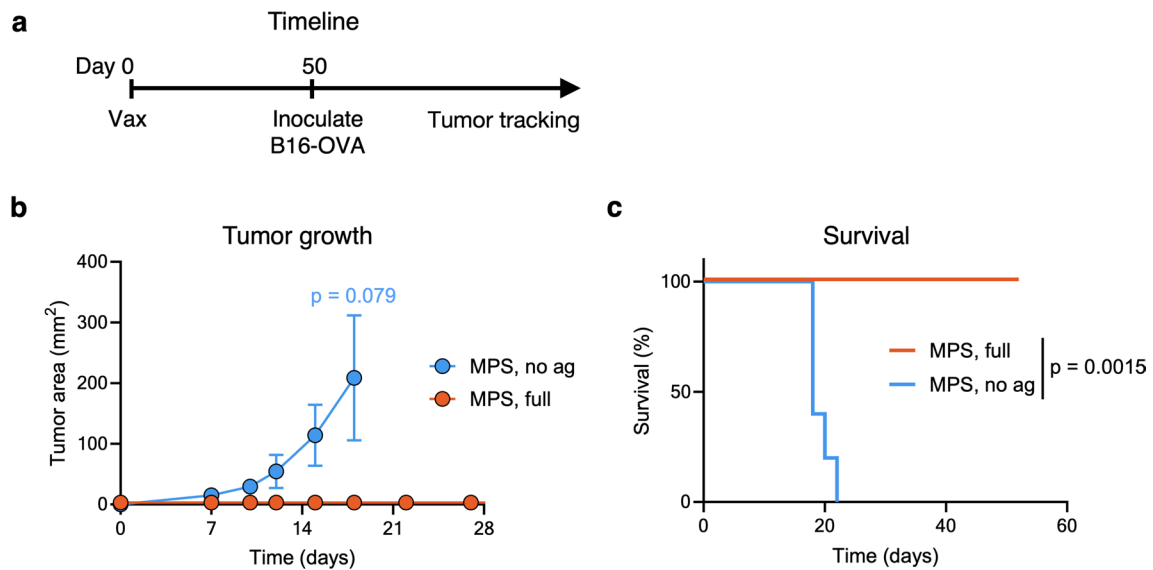 a
Timeline
Day 0
50
Vax
Inoculate
B16-OVA
Tumor tracking
b
Tumor growth
Tumor area (mm²)
400
300
200
100
0
p = 0.079
MPS, no ag
MPS, full
0
7
14
21
28
Time (days)
c
Survival
Survival (%)
100
50
0
MPS, full
MPS, no ag
p = 0.0015
0
20
40
60
Time (days)